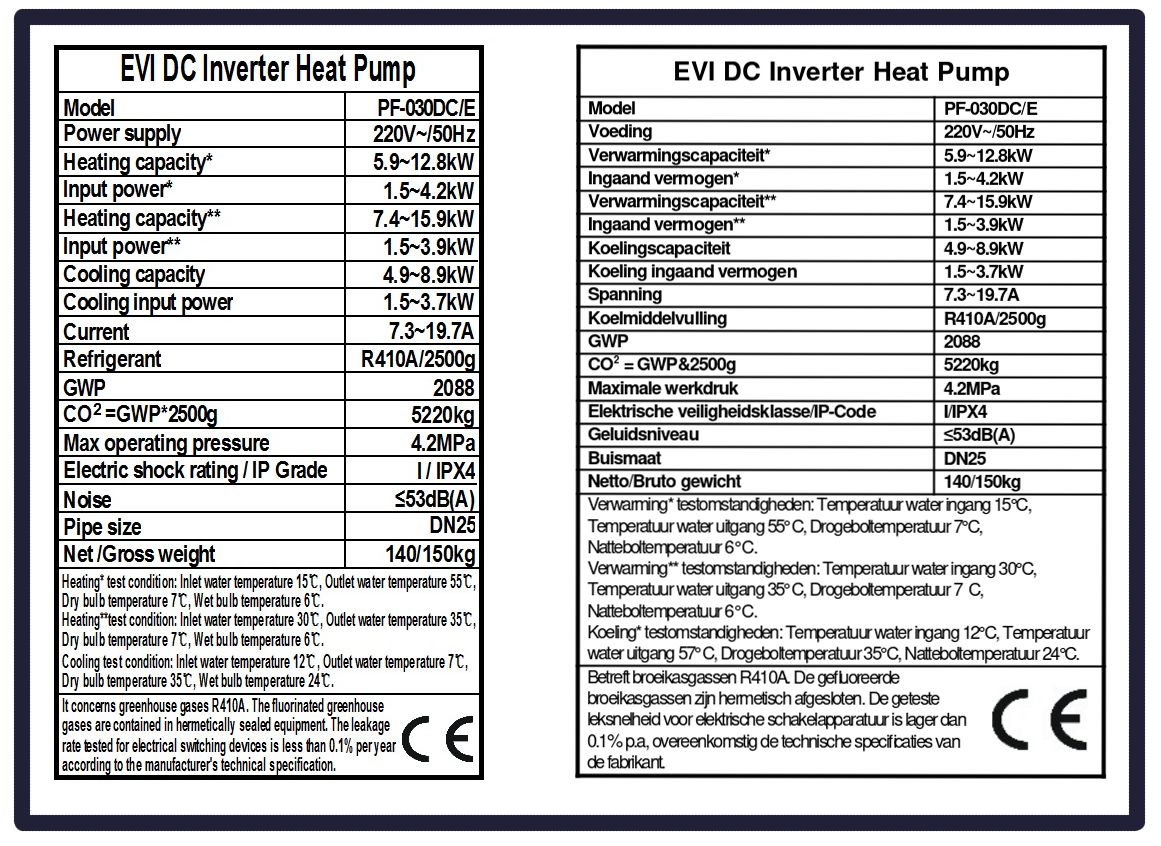 EVI DC Inverter Heat Pump
Model PF-030DC/E
Power supply 220V~/50Hz
Heating capacity* 5.9~12.8kW
Input power* 1.5~4.2kW
Heating capacity** 7.4~15.9kW
Input power** 1.5~3.9kW
Cooling capacity 4.9~8.9kW
Cooling input power 1.5~3.7kW
Current 7.3~19.7A
Refrigerant R410A/2500g
GWP 2088
CO² =GWP*2500g 5220kg
Max operating pressure 4.2MPa
Electric shock rating / IP Grade I / IPX4
Noise ≤53dB(A)
Pipe size DN25
Net /Gross weight 140/150kg
Heating* test condition: Inlet water temperature 15℃, Outlet water temperature 55℃,
Dry bulb temperature 7℃, Wet bulb temperature 6℃.
Heating**test condition: Inlet water temperature 30℃, Outlet water temperature 35℃,
Dry bulb temperature 7℃, Wet bulb temperature 6℃.
Cooling test condition: Inlet water temperature 12℃, Outlet water temperature 7℃,
Dry bulb temperature 35℃, Wet bulb temperature 24℃.
It concerns greenhouse gases R410A. The fluorinated greenhouse
gases are contained in hermetically sealed equipment. The leakage
rate tested for electrical switching devices is less than 0.1% per year
according to the manufacturer's technical specification.
CE
EVI DC Inverter Heat Pump
Model PF-030DC/E
Voeding 220V~/50Hz
Verwarmingscapaciteit* 5.9~12.8kW
Ingaand vermogen* 1.5~4.2kW
Verwarmingscapaciteit** 7.4~15.9kW
Ingaand vermogen** 1.5~3.9kW
Koelingscapaciteit 4.9~8.9kW
Koeling ingaand vermogen 1.5~3.7kW
Spanning 7.3~19.7A
Koelmiddelvulling R410A/2500g
GWP 2088
CO² = GWP&2500g 5220kg
Maximale werkdruk 4.2MPa
Elektrische veiligheidsklasse/IP-Code I/IPX4
Geluidsniveau ≤53dB(A)
Buismaat DN25
Netto/Bruto gewicht 140/150kg
Verwarming* testomstandigheden: Temperatuur water ingang 15°C,
Temperatuur water uitgang 55°C, Drogeboltemperatuur 7°C,
Natteboltemperatuur 6°C.
Verwarming** testomstandigheden: Temperatuur water ingang 30°C,
Temperatuur water uitgang 35°C, Drogeboltemperatuur 7 C,
Natteboltemperatuur 6°C.
Koeling* testomstandigheden: Temperatuur water ingang 12°C, Temperatuur
water uitgang 57°C, Drogeboltemperatuur 35°C, Natteboltemperatuur 24°C.
Betreft broeikasgassen R410A. De gefluoreerde
broeikasgassen zijn hermetisch afgesloten. De geteste
leksnelheid voor elektrische schakelapparatuur is lager dan
0.1% p.a, overeenkomstig de technische specificaties van
de fabrikant.
CE